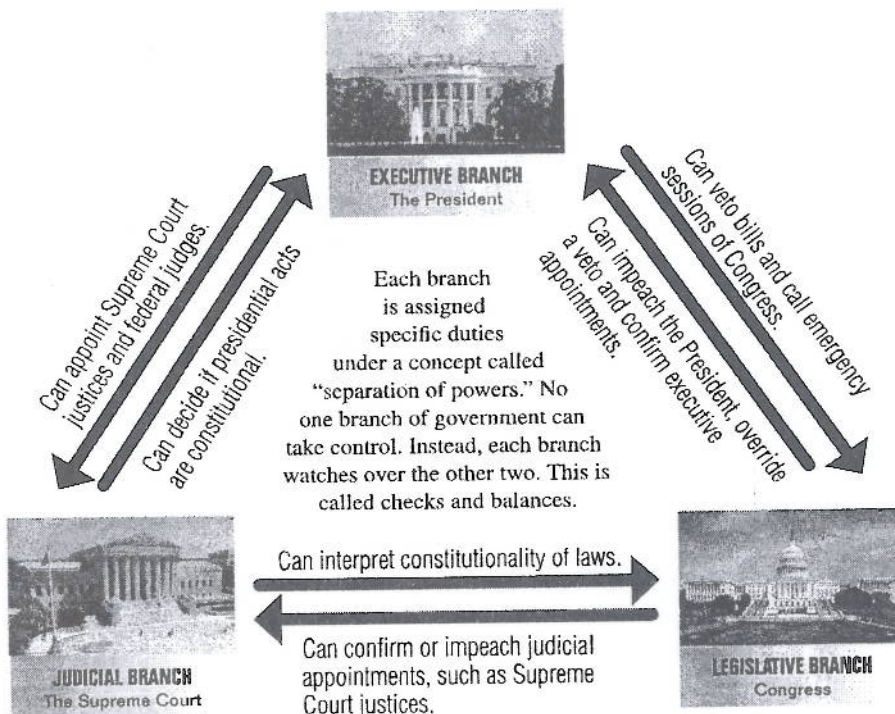 EXECUTIVE BRANCH
The President
Can appoint Supreme Court
justices and federal judges.
Can decide if presidential acts
are constitutional.
Can veto bills and call emergency
sessions of Congress.
Can impeach the President, override
a veto and confirm executive
appointments.
Each branch
is assigned
specific duties
under a concept called
“separation of powers.” No
one branch of government can
take control. Instead, each branch
watches over the other two. This is
called checks and balances.
Can interpret constitutionality of laws.
Can confirm or impeach judicial
appointments, such as Supreme
Court justices.
JUDICIAL BRANCH
The Supreme Court
LEGISLATIVE BRANCH
Congress